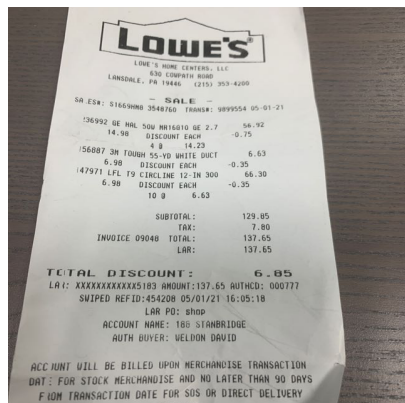 LOWE'S
LOWE'S HOME CENTERS, LLC
630 COWPATH ROAD
LANSDALE, PA 19446 (215) 353-4200
- SALE -
SALES#: S1669HMB 3548760 TRANS#: 9899554 05-01-21
36992 GE HAL 50W MR16010 GE 2.7 56.92
14.98 DISCOUNT EACH -0.75
4 @ 14.23
56887 3M TOUGH 55-YD WHITE DUCT 6.63
6.98 DISCOUNT EACH -0.35
47971 LFL T9 CIRCLINE 12-IN 300 66.30
6.98 DISCOUNT EACH -0.35
10 @ 6.63
SUBTOTAL: 129.85
TAX: 7.80
INVOICE 09048 TOTAL: 137.65
LAR: 137.65
TOTAL DISCOUNT: 6.85
LAR: XXXXXXXXXXXX5183 AMOUNT:137.65 AUTHCD: 000777
SWIPED REFID:454208 05/01/21 16:05:18
LAR PO: shop
ACCOUNT NAME: 186 STANBRIDGE
AUTH BUYER: WELDON DAVID
ACCOUNT WILL BE BILLED UPON MERCHANDISE TRANSACTION
DATE FOR STOCK MERCHANDISE AND NO LATER THAN 90 DAYS
FROM TRANSACTION DATE FOR SOS OR DIRECT DELIVERY